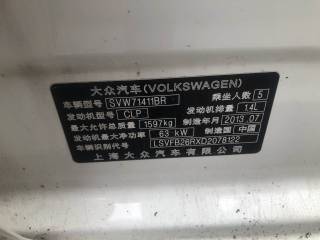 大众汽车(VOLKSWAGEN)
车辆型号 SVW71411BR 乘坐人数 5
发动机型号 CLP 发动机排量 1.4L
最大允许总质量 1597kg 制造年月 2013.07
发动机最大净功率 63 kW 制造国 中国
车辆识别代号 LSVFB26RXD2078122
上海大众汽车有限公司